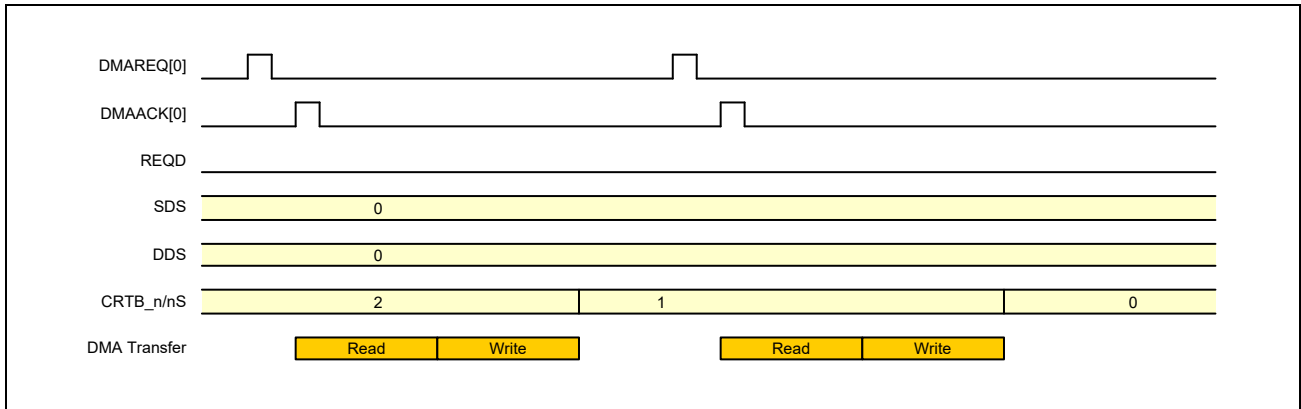 DMAREQ[0]
DMAACK[0]
REQD
SDS 0
DDS 0
CRTB_n/nS 2 1 0
DMA Transfer Read Write Read Write